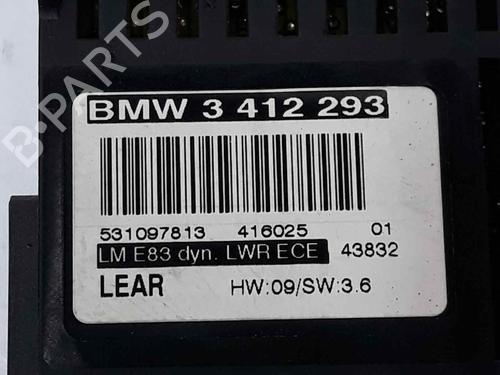 BMW 3 412 293
531097813 416025 01
LM E83 dyn. LWR ECE 43832
LEAR HW:09/SW:3.6
B-PARTS